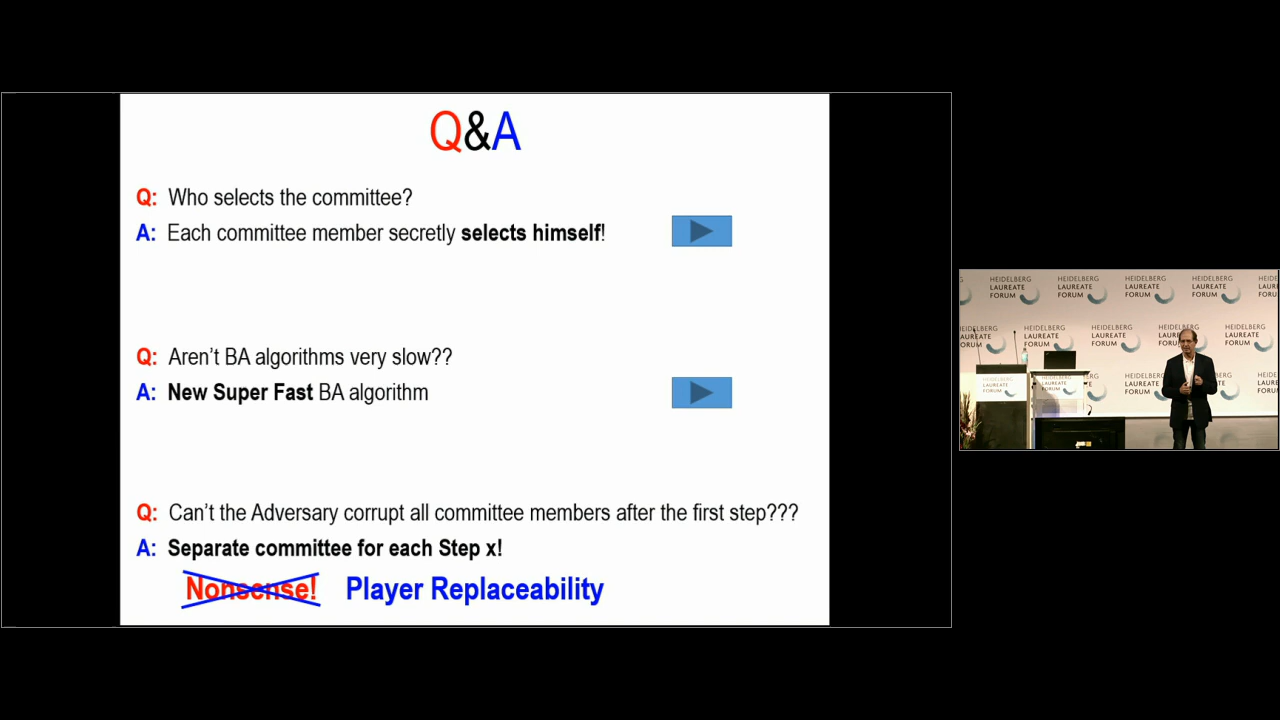 Q&A
Q: Who selects the committee?
A: Each committee member secretly selects himself!
Q: Aren't BA algorithms very slow??
A: New Super Fast BA algorithm
Q: Can't the Adversary corrupt all committee members after the first step???
A: Separate committee for each Step x!
Nonsense! Player Replaceability
HEIDELBERG
LAUREATE
FORUM